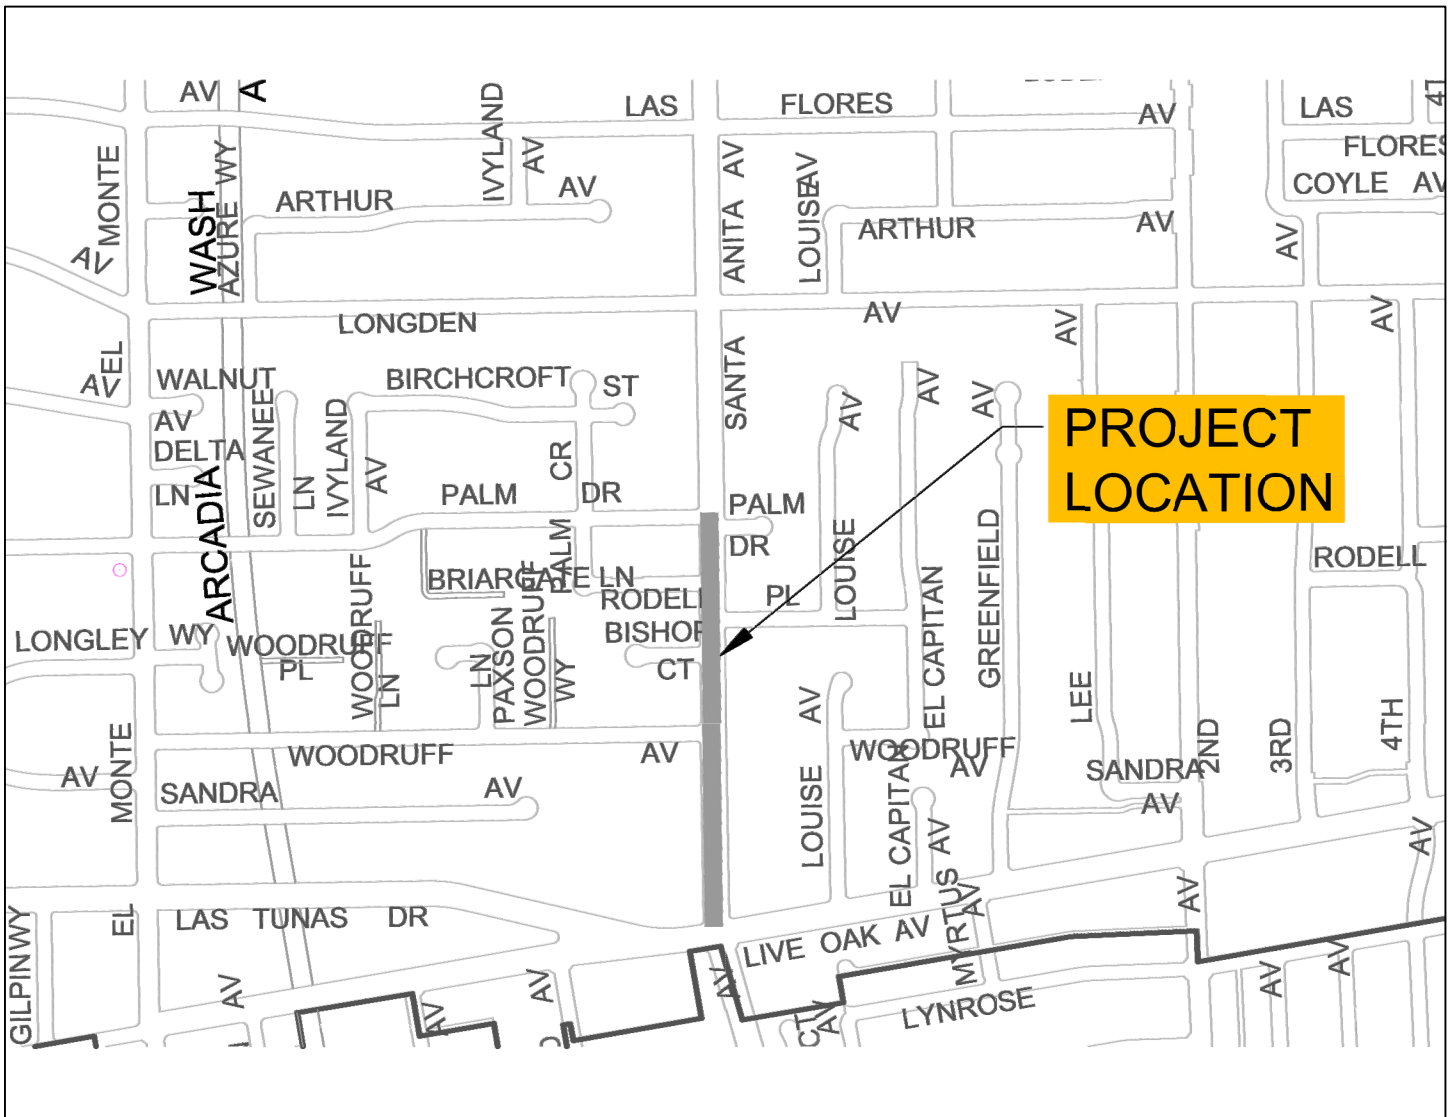 AV
LAS
FLORES
AV
LAS
IVYLAND
AV
FLORES
MONTE
AZURE WY
WASH
ARTHUR
AV
ANITA AV
LOUISE AV
ARTHUR
AV
COYLE AV
AV
AV
LONGDEN
AV
AV
AV
EL
AV
WALNUT
AV
BIRCHCROFT
ST
SANTA
AV
AV
AV
PROJECT
LOCATION
DELTA
LN
SEWANEE
LN
IVYLAND
AV
PALM
CR
DR
PALM
DR
ARCADIA
WOODRUFF
LN
BRIARGATE LN
PALM
RODELL
PL
LOUISE
RODELL
BISHOP
CT
LONGLEY WY
WOODRUFF
PL
PAXSON
LN
WOODRUFF
WY
EL CAPITAN
GREENFIELD
LEE
2ND
3RD
4TH
WOODRUFF
AV
AV
LOUISE
WOODRUFF
AV
SANDRA
AV
AV
MONTE
SANDRA
AV
EL CAPITAN
AV
MYRTUS
AV
AV
AV
EL
LAS TUNAS DR
LIVE OAK AV
GILPIN WY
AV
AV
AV
AV
LYNROSE
CT
AV
AV
AV